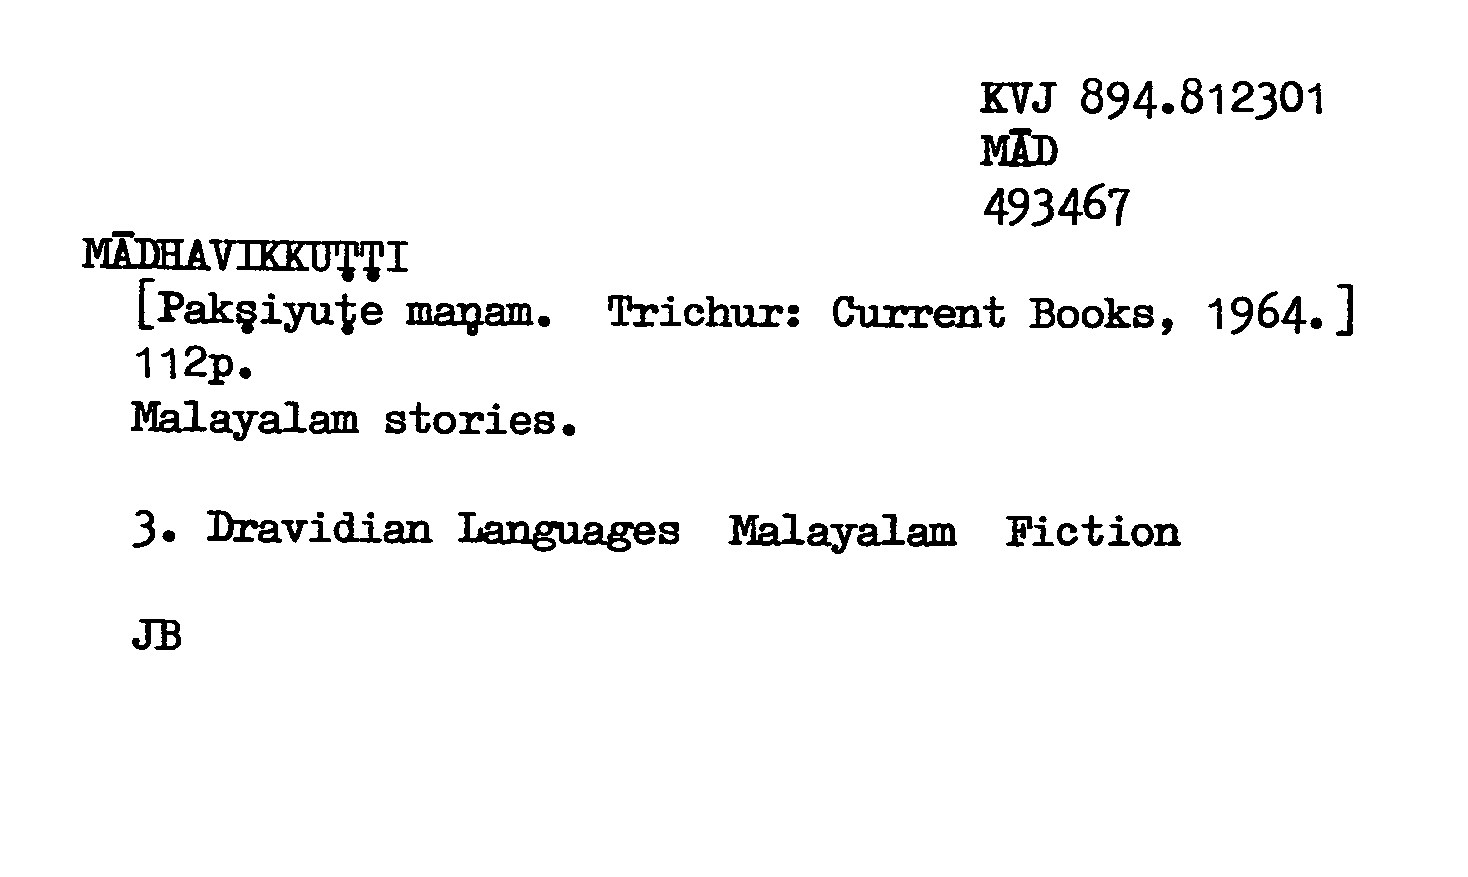 KVJ 894.812301
MĀD
493467
MĀDHAVIKKUṬṬI
[Pakṣiyuṭe maṇam. Trichur: Current Books, 1964.]
112p.
Malayalam stories.
3. Dravidian Languages Malayalam Fiction
JB